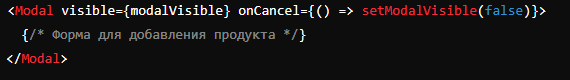 <Modal visible={modalVisible} onCancel={() => setModalVisible(false)}>
  {/* Форма для добавления продукта */}
</Modal>